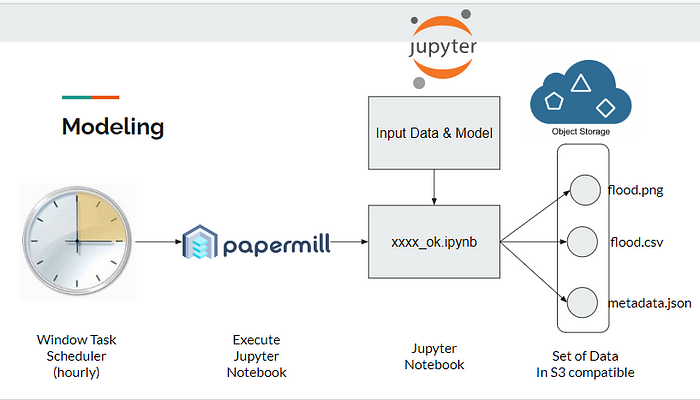 jupyter
Modeling
Input Data & Model
Object Storage
flood.png
papermill
xxxx_ok.ipynb
flood.csv
metadata.json
Window Task
Scheduler
(hourly)
Execute
Jupyter
Notebook
Jupyter
Notebook
Set of Data
In S3 compatible